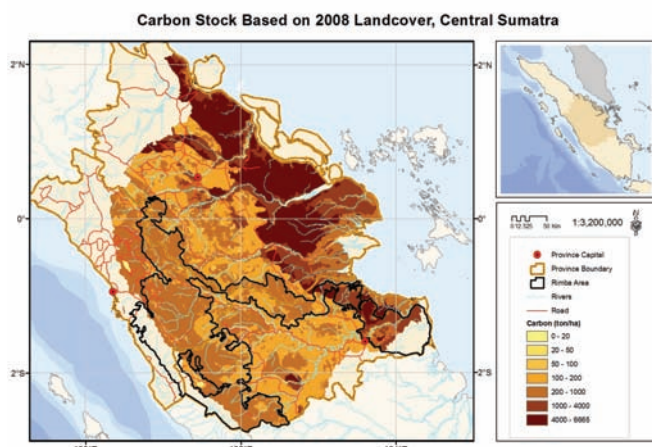 Carbon Stock Based on 2008 Landcover, Central Sumatra
2°N
0°
2°S
2°N
0°
2°S
50 Km
1:3,200,000
Province Capital
Province Boundary
Rimba Area
Rivers
Road
Carbon (ton/ha)
0 - 20
20 - 50
50 - 100
100 - 200
200 - 1000
1000 - 4000
4000 - 6665